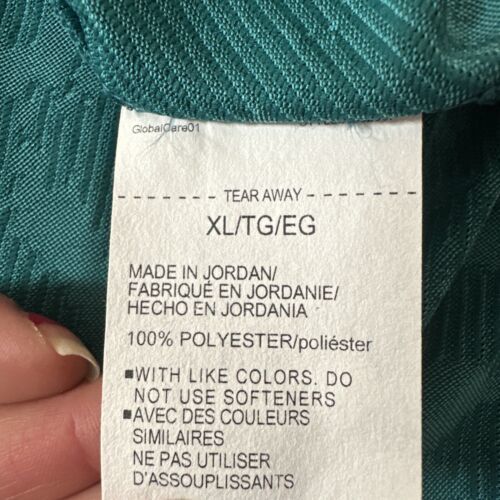 GlobalCare01
TEAR AWAY
XL/TG/EG
MADE IN JORDAN/
FABRIQUÉ EN JORDANIE/
HECHO EN JORDANIA
100% POLYESTER/poliéster
■WITH LIKE COLORS. DO
NOT USE SOFTENERS
■AVEC DES COULEURS
SIMILAIRES
NE PAS UTILISER
D'ASSOUPLISSANTS